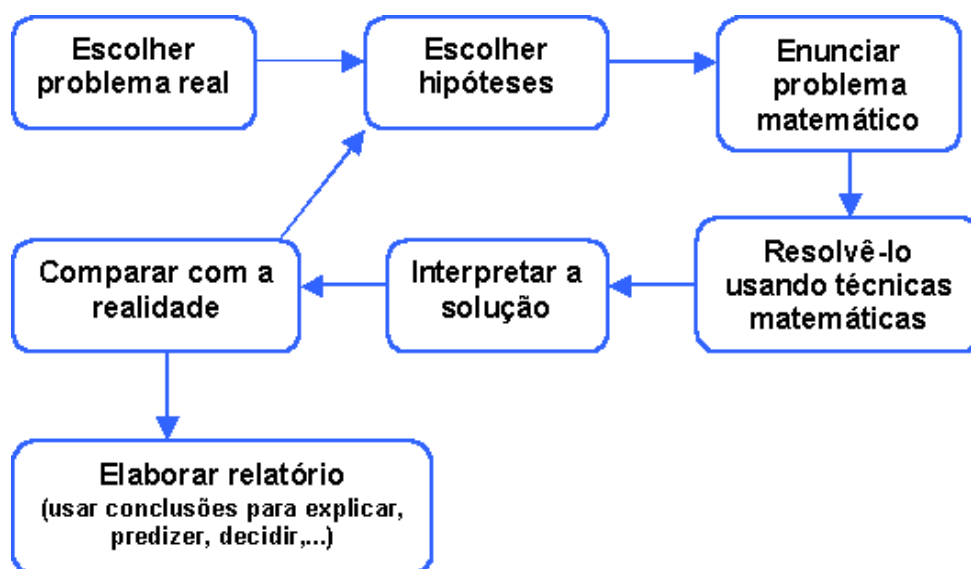 Escolher
problema real
Escolher
hipóteses
Enunciar
problema
matemático
Resolvê-lo
usando técnicas
matemáticas
Interpretar a
solução
Comparar com a
realidade
Elaborar relatório
(usar conclusões para explicar,
predizer, decidir,...)